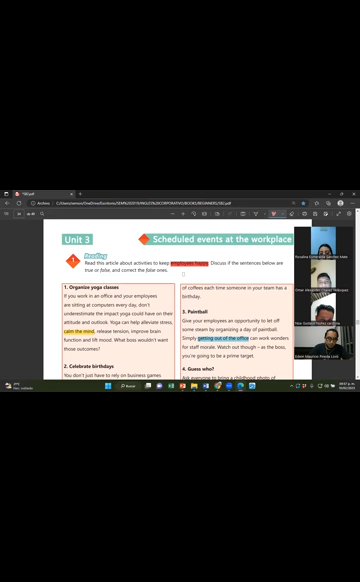 SB2.pdf
Archivo
Unit 3
Scheduled events at the workplace
1
Reading
Read this article about activities to keep employees happy. Discuss if the sentences below are
true or false, and correct the false ones.
1. Organize yoga classes
If you work in an office and your employees
are sitting at computers every day, don't
underestimate the impact yoga could have on their
attitude and outlook. Yoga can help alleviate stress,
calm the mind, release tension, improve brain
function and lift mood. What boss wouldn't want
those outcomes?
2. Celebrate birthdays
You don't just have to rely on business games
of coffees each time someone in your team has a
birthday.
3. Paintball
Give your employees an opportunity to let off
some steam by organizing a day of paintball.
Simply getting out of the office can work wonders
for staff morale. Watch out though – as the boss,
you're going to be a prime target.
4. Guess who?
Ask everyone to bring a childhood photo of
Buscar